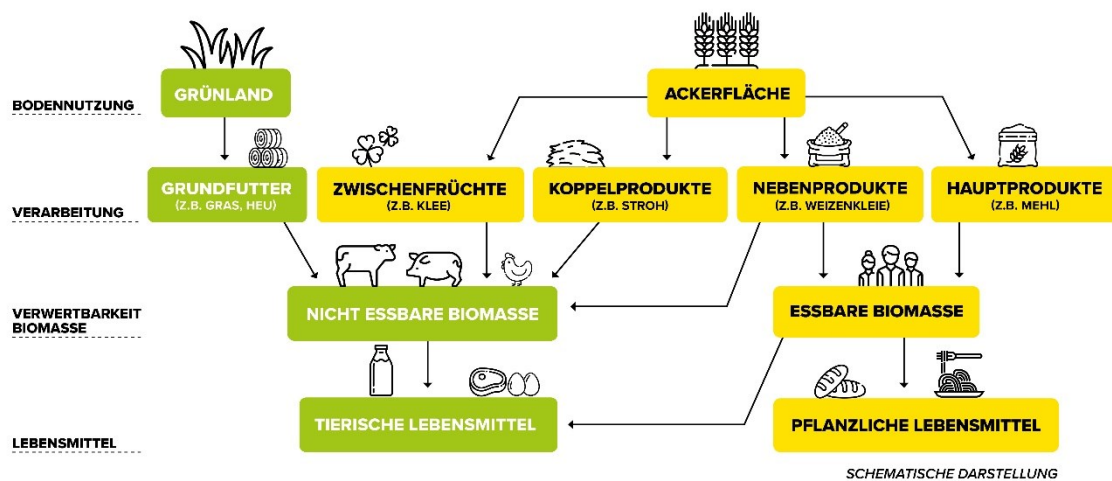 GRÜNLAND
ACKERFLÄCHE
BODENNUTZUNG
GRUNDFUTTER
(Z.B. GRAS, HEU)
ZWISCHENFRÜCHTE
(Z.B. KLEE)
KOPPELPRODUKTE
(Z.B. STROH)
NEBENPRODUKTE
(Z.B. WEIZENKLEIE)
HAUPTPRODUKTE
(Z.B. MEHL)
VERARBEITUNG
NICHT ESSBARE BIOMASSE
ESSBARE BIOMASSE
VERWERTBARKEIT
BIOMASSE
TIERISCHE LEBENSMITTEL
PFLANZLICHE LEBENSMITTEL
LEBENSMITTEL
SCHEMATISCHE DARSTELLUNG